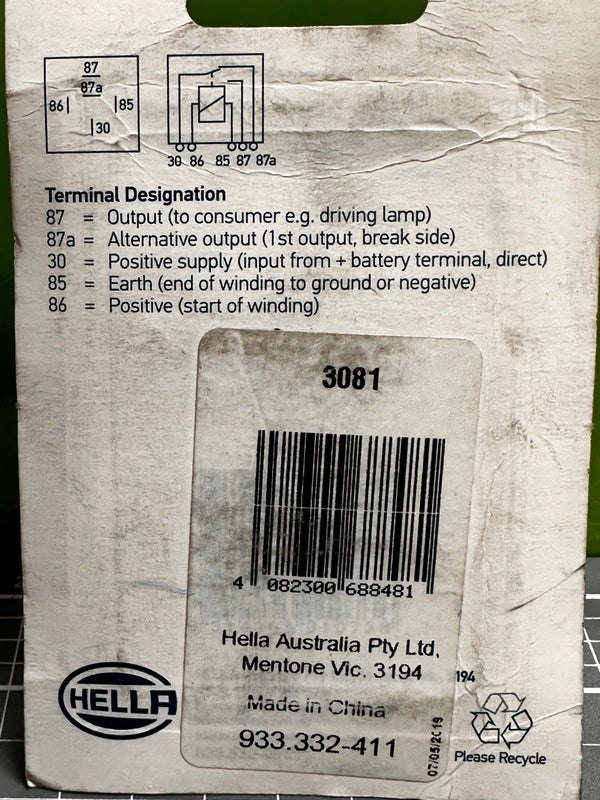 87
87a
86 85
30
30 86 85 87 87a
Terminal Designation
87 = Output (to consumer e.g. driving lamp)
87a = Alternative output (1st output, break side)
30 = Positive supply (input from + battery terminal, direct)
85 = Earth (end of winding to ground or negative)
86 = Positive (start of winding)
3081
4 082300 688481
Hella Australia Pty Ltd,
Mentone Vic. 3194
194
Made in China
933.332-411
07/05/2019
HELLA
Please Recycle